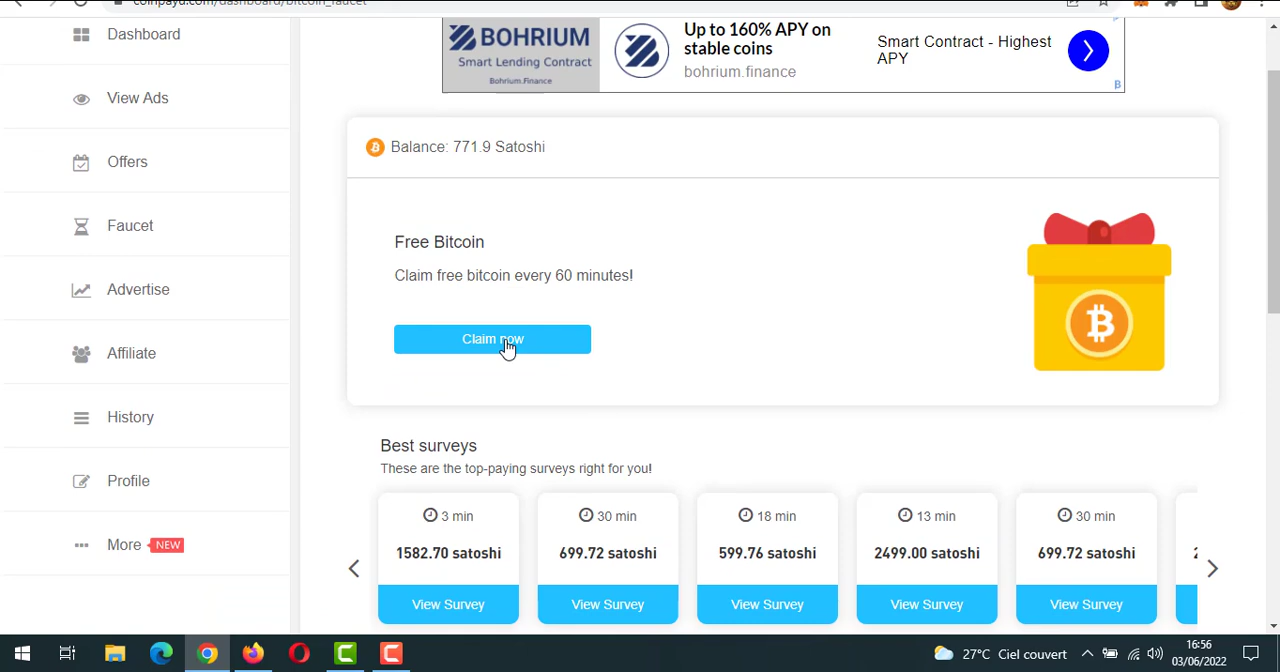 coinpayu.com/dashboard/bitcoin_faucet
Dashboard
View Ads
Offers
Faucet
Advertise
Affiliate
History
Profile
More NEW
BOHRIUM
Smart Lending Contract
Bohrium.Finance
Up to 160% APY on
stable coins
bohrium.finance
Smart Contract - Highest
APY
Balance: 771.9 Satoshi
Free Bitcoin
Claim free bitcoin every 60 minutes!
Claim now
Best surveys
These are the top-paying surveys right for you!
3 min
1582.70 satoshi
View Survey
30 min
699.72 satoshi
View Survey
18 min
599.76 satoshi
View Survey
13 min
2499.00 satoshi
View Survey
30 min
699.72 satoshi
View Survey
27°C Ciel couvert
16:56
03/06/2022